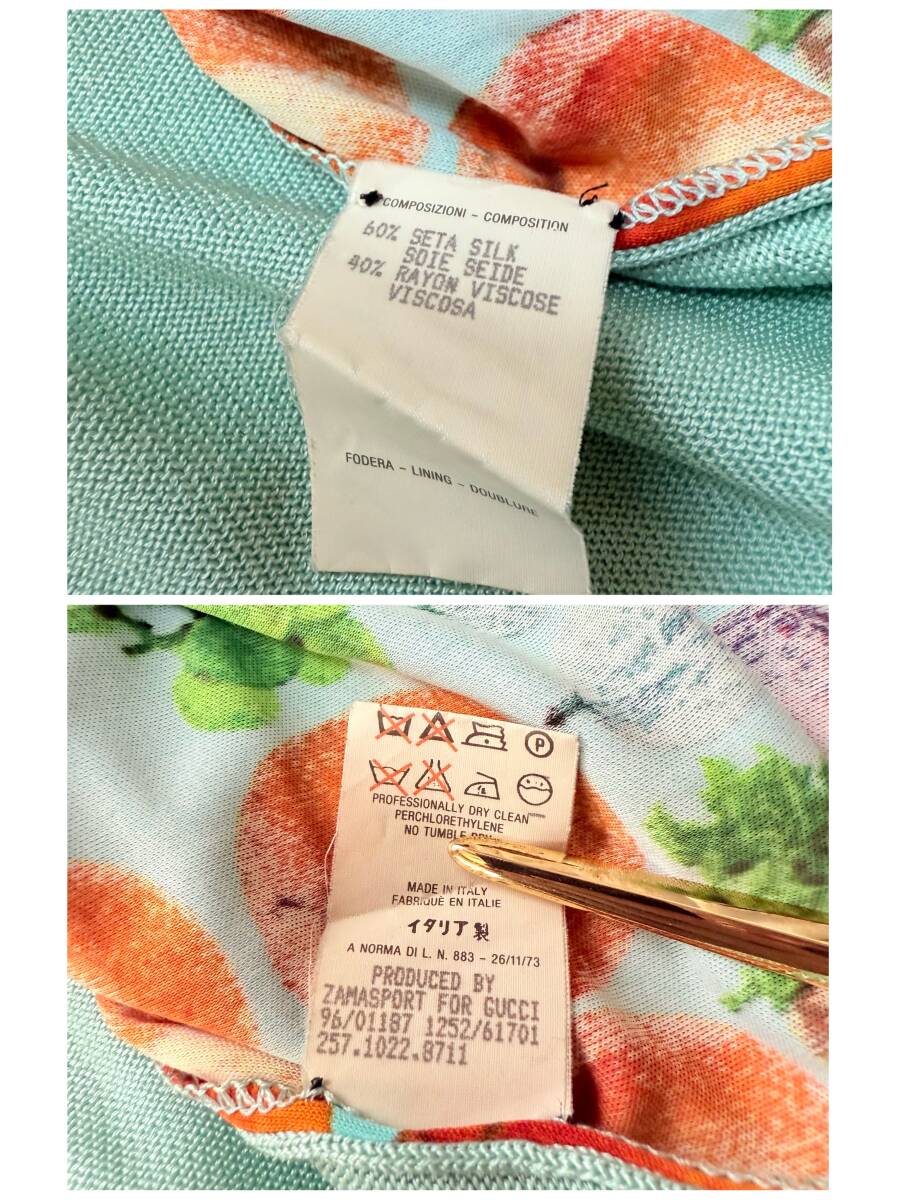 COMPOSIZIONI - COMPOSITION
60% SETA SILK
SOIE SEIDE
40% RAYON VISCOSE
VISCOSA
FODERA - LINING - DOUBLURE
P
PROFESSIONALLY DRY CLEAN
PERCHLORETHYLENE
NO TUMBLE DRY
MADE IN ITALY
FABRIQUÉ EN ITALIE
イタリア製
A NORMA DI L. N. 883 - 26/11/73
PRODUCED BY
ZAMASPORT FOR GUCCI
96/01187 1252/61701
257.1022.8711